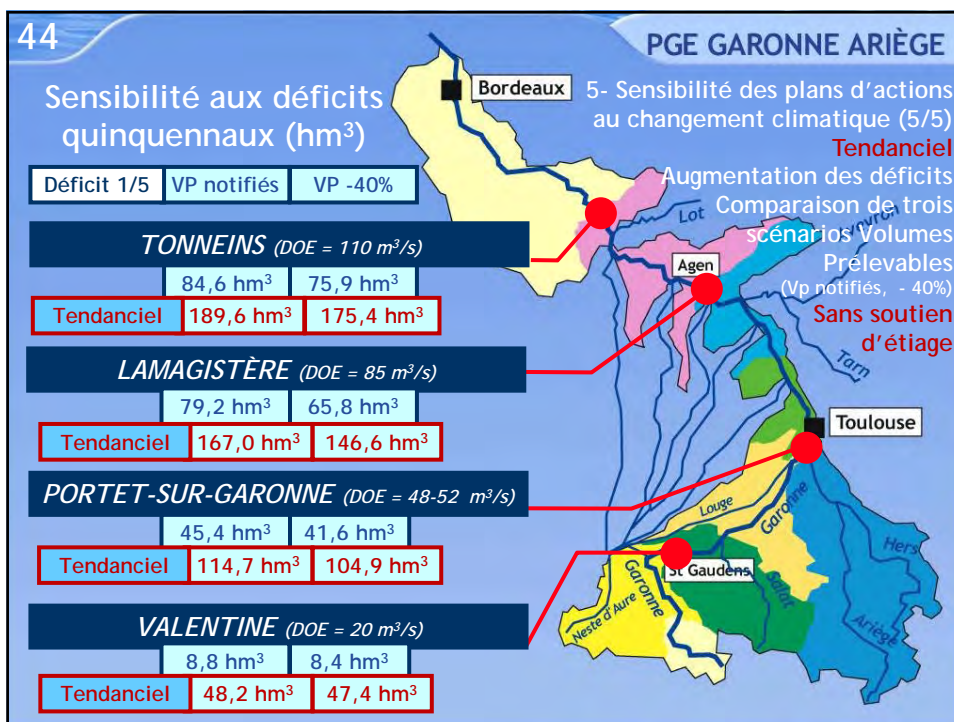 44
PGE GARONNE ARIÈGE
Sensibilité aux déficits
quinquennaux (hm³)
5- Sensibilité des plans d'actions
au changement climatique (5/5)
Tendanciel
Augmentation des déficits
Comparaison de trois
scénarios Volumes
Prélevables
(Vp notifiés, - 40%)
Sans soutien
d'étiage
Déficit 1/5 VP notifiés VP -40%
TONNEINS (DOE = 110 m³/s)
84,6 hm³ 75,9 hm³
Tendanciel 189,6 hm³ 175,4 hm³
LAMAGISTÈRE (DOE = 85 m³/s)
79,2 hm³ 65,8 hm³
Tendanciel 167,0 hm³ 146,6 hm³
PORTET-SUR-GARONNE (DOE = 48-52 m³/s)
45,4 hm³ 41,6 hm³
Tendanciel 114,7 hm³ 104,9 hm³
VALENTINE (DOE = 20 m³/s)
8,8 hm³ 8,4 hm³
Tendanciel 48,2 hm³ 47,4 hm³
Bordeaux
Lot
Agen
Tarn
Toulouse
Louge
Garonne
Hers
St Gaudens
Salat
Garonne
Neste d'Aure
Ariège